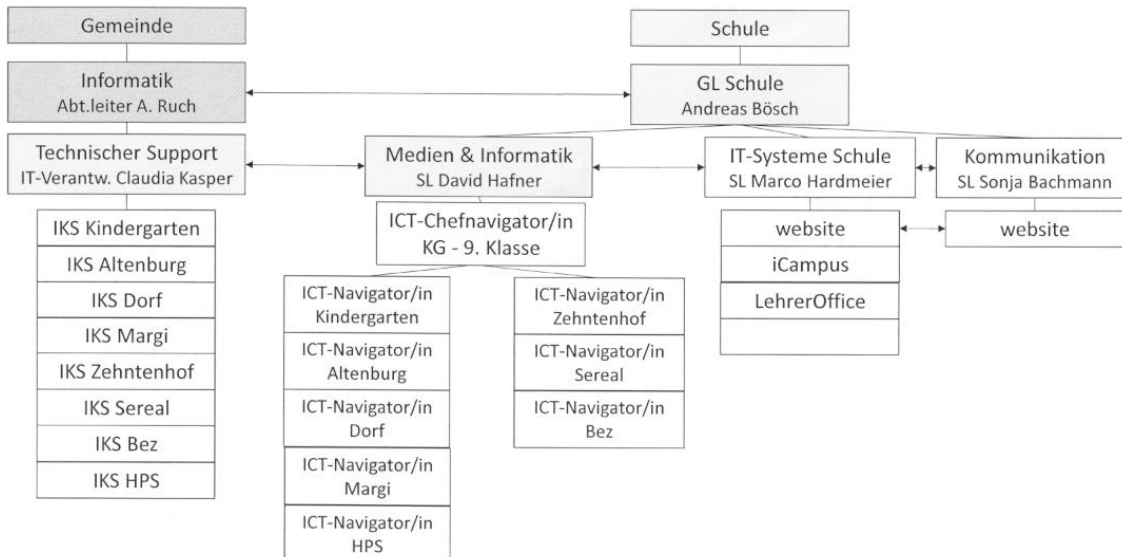 Gemeinde
Schule
Informatik
Abt.leiter A. Ruch
GL Schule
Andreas Bösch
Technischer Support
IT-Verantw. Claudia Kasper
Medien & Informatik
SL David Hafner
IT-Systeme Schule
SL Marco Hardmeier
Kommunikation
SL Sonja Bachmann
IKS Kindergarten
IKS Altenburg
IKS Dorf
IKS Margi
IKS Zehntenhof
IKS Sereal
IKS Bez
IKS HPS
ICT-Chefnavigator/in
KG - 9. Klasse
ICT-Navigator/in
Kindergarten
ICT-Navigator/in
Altenburg
ICT-Navigator/in
Dorf
ICT-Navigator/in
Margi
ICT-Navigator/in
HPS
ICT-Navigator/in
Zehntenhof
ICT-Navigator/in
Sereal
ICT-Navigator/in
Bez
website
iCampus
LehrerOffice
website